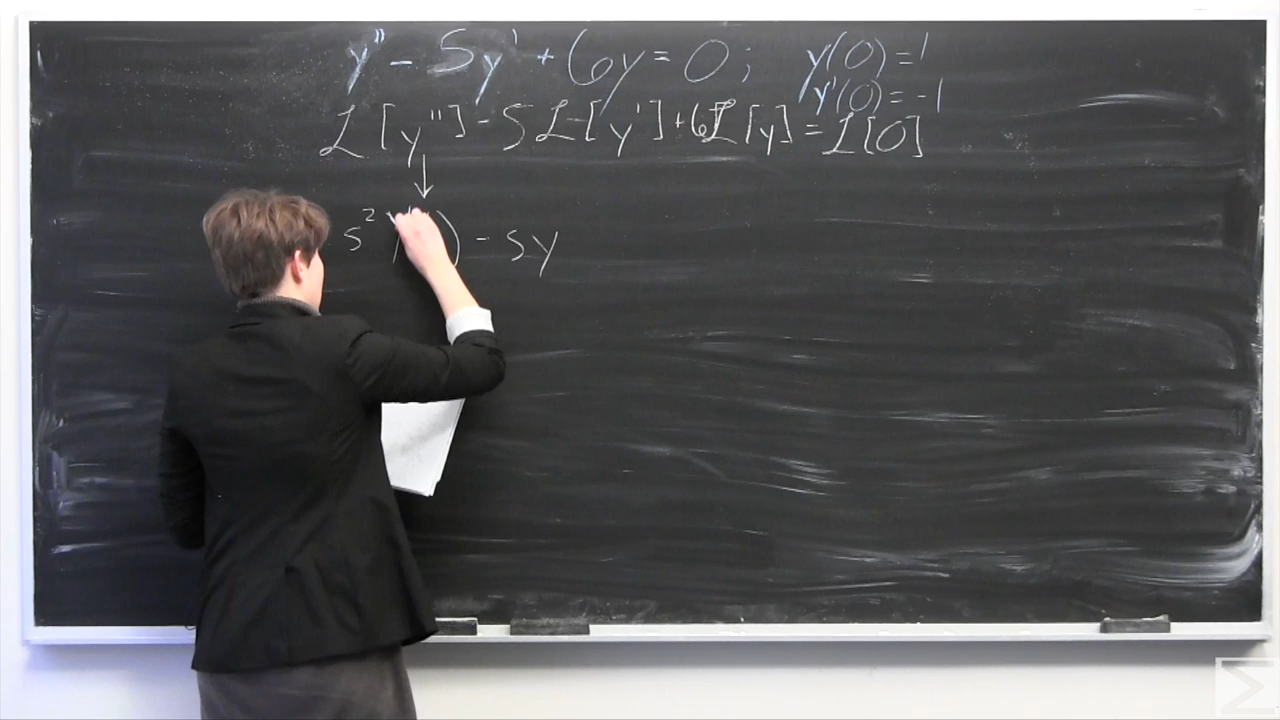 y'' - 5y' + 6y = 0; y(0) = 1
y'(0) = -1
ℒ[y''] - 5ℒ[y'] + 6ℒ[y] = ℒ[0]
↓
s² ) - sy
Σ